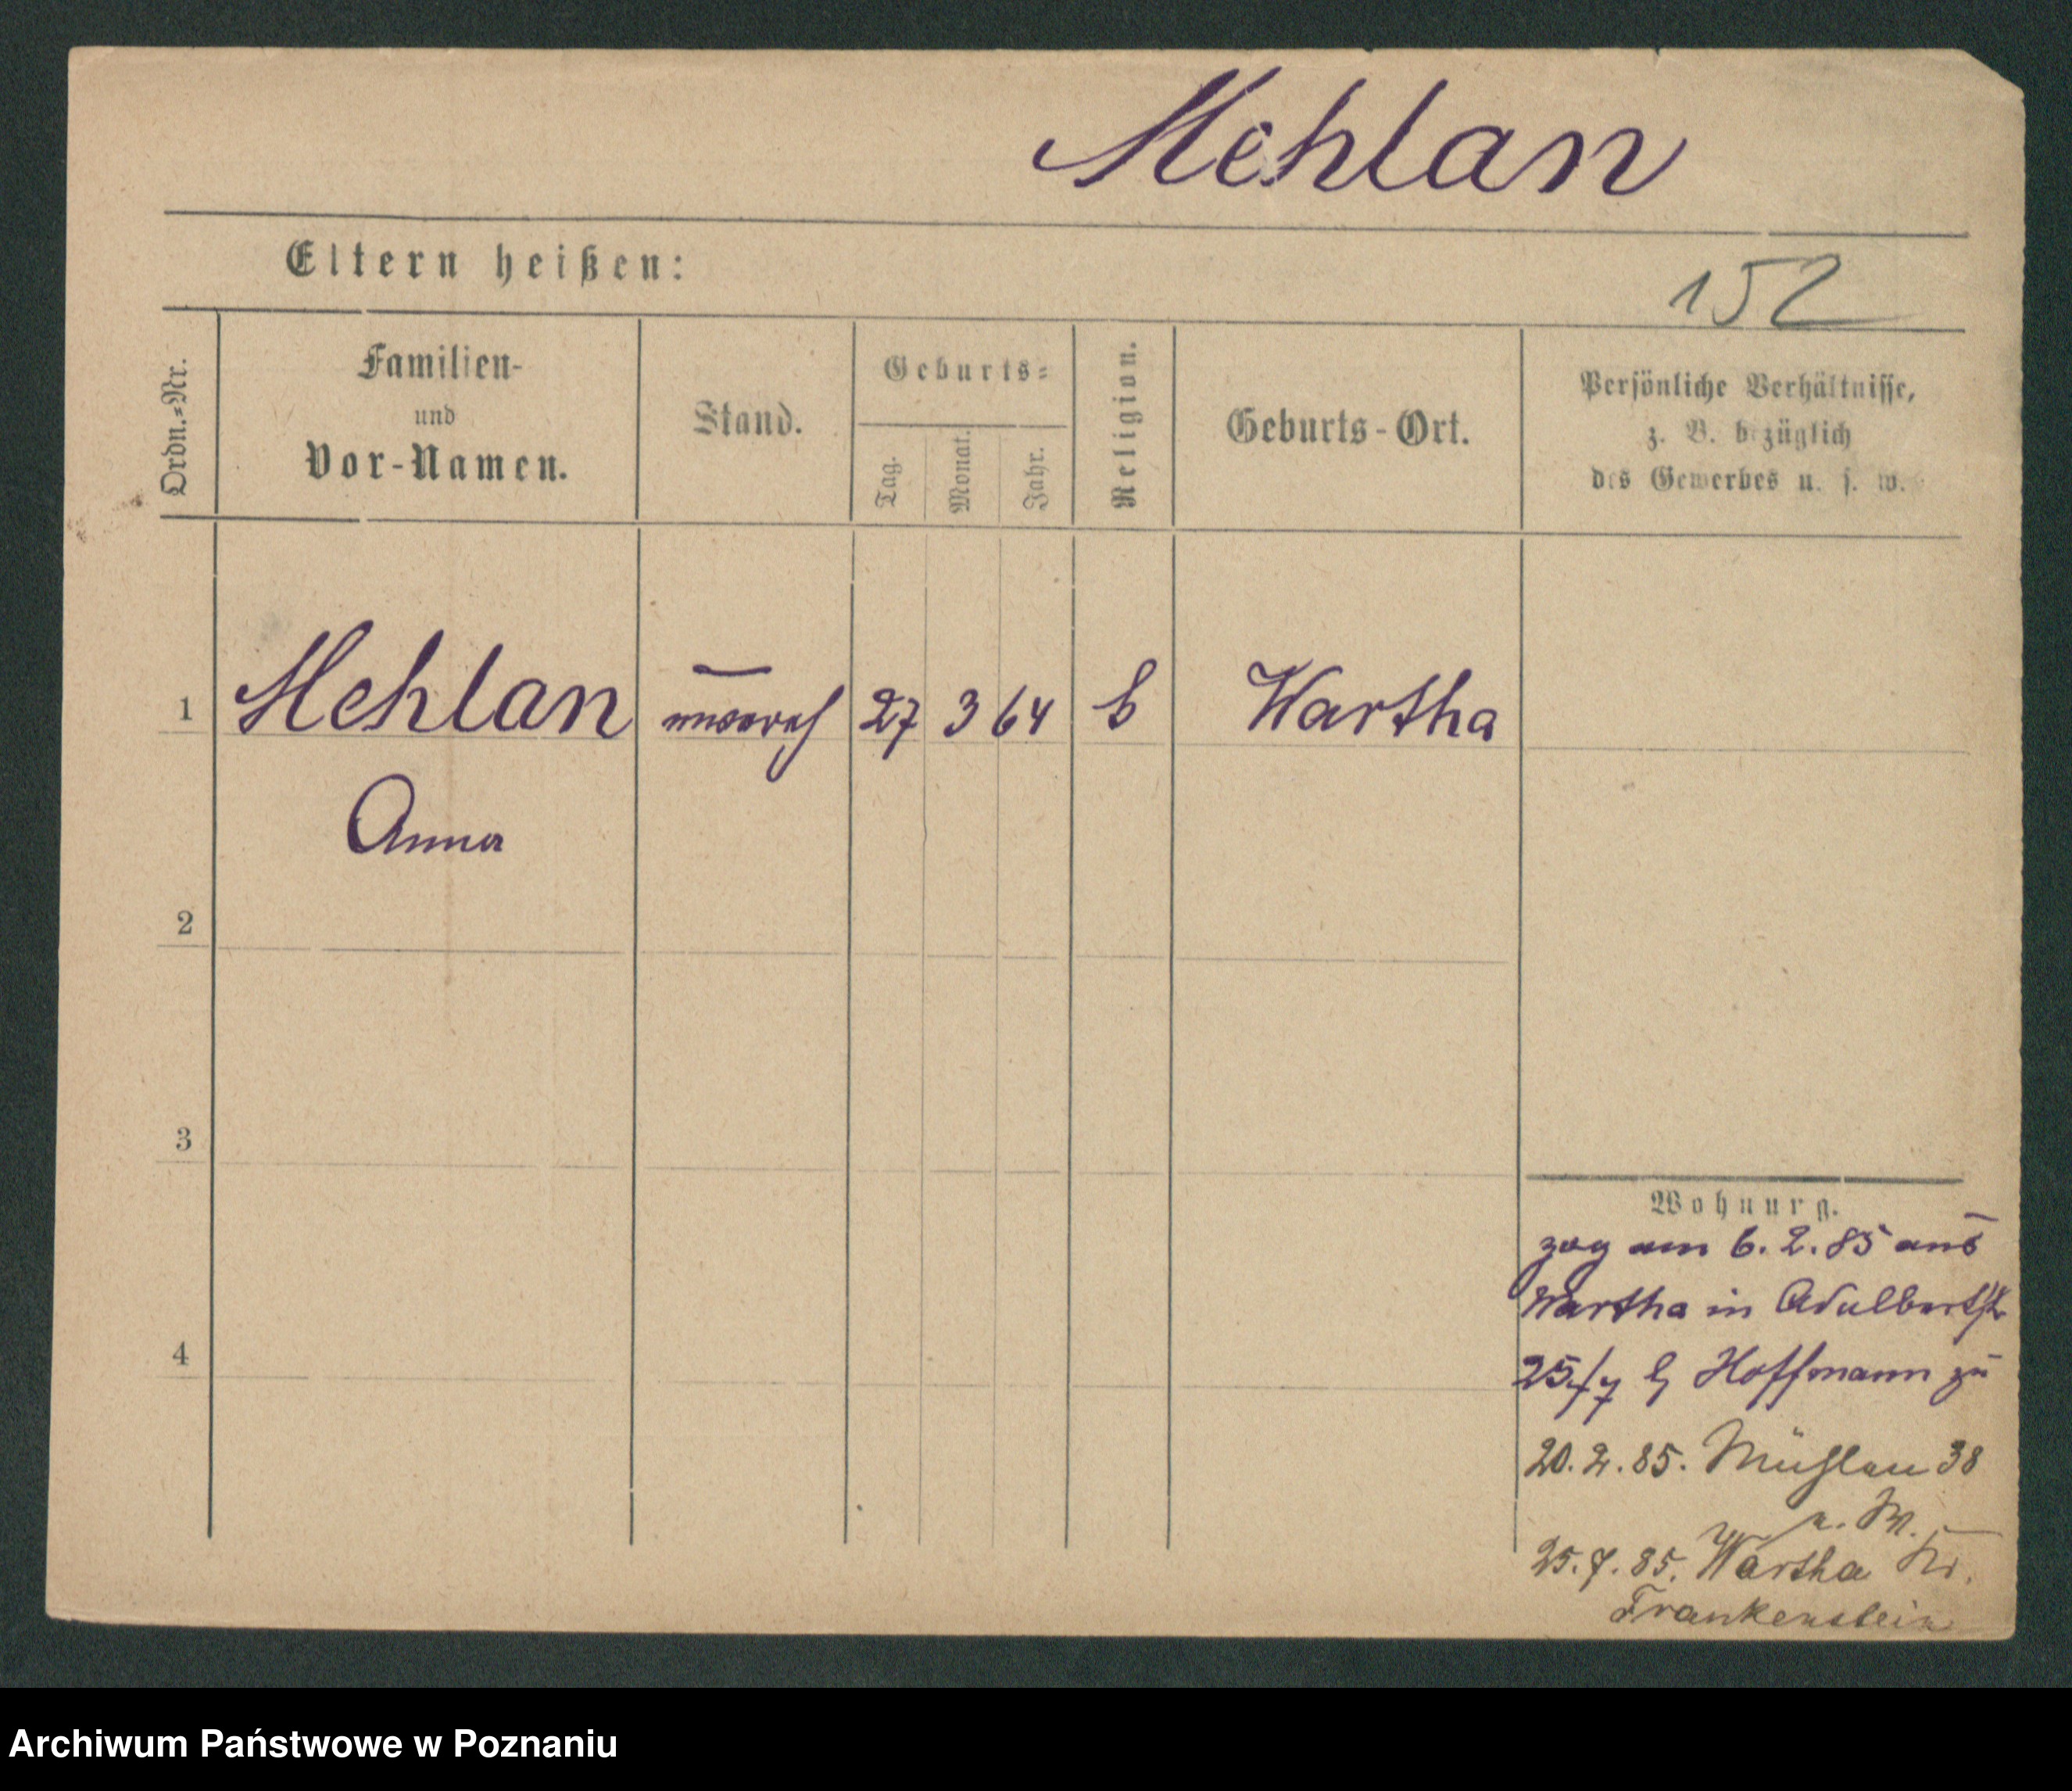 Mehlan
Eltern heißen:
152
Ordn.=Nr.
Familien-
und
Vor-Namen.
Stand.
Geburts=
Tag.
Monat.
Jahr.
Religion.
Geburts-Ort.
Persönliche Verhältnisse,
z. B. bezüglich
des Gewerbes u. s. w.
1 Mehlan 27 3 64 Wartha
Anna
2
3
4
Wohnung.
zog am 6. 2. 85 aus
Wartha in Adalbertstr
25/7 b Hoffmann zu
20. 2. 85. Mühlen 38
a. M.
25. 7. 85. Wartha Kr.
Frankenstein
Archiwum Państwowe w Poznaniu